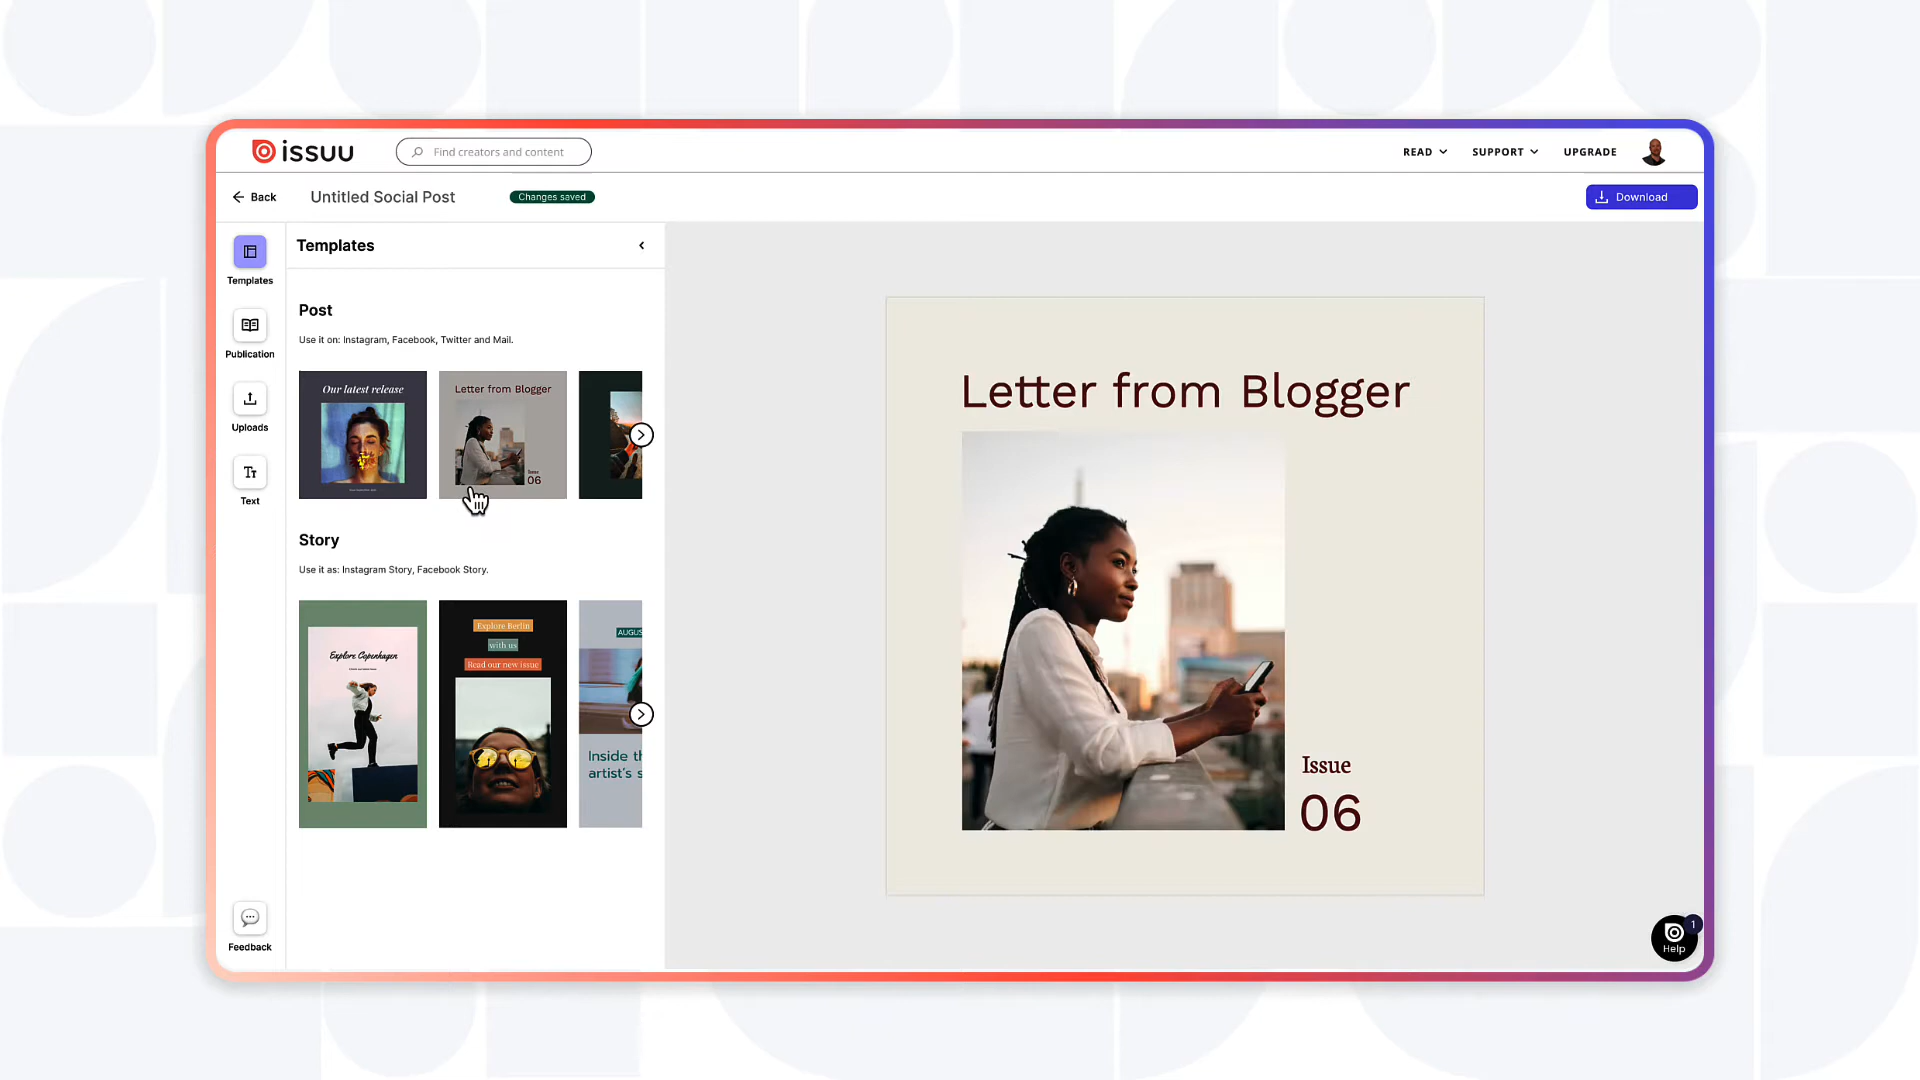 issuu
Find creators and content
READ
SUPPORT
UPGRADE
Back
Untitled Social Post
Changes saved
Download
Templates
Publication
Uploads
Text
Feedback
Templates
Post
Use it on: Instagram, Facebook, Twitter and Mail.
Our latest release
Letter from Blogger
Issue
06
Story
Use it as: Instagram Story, Facebook Story.
Explore Copenhagen
Explore Berlin
with us
Read our new issue
AUGUS
Inside th
artist's s
Letter from Blogger
Issue
06
1
Help